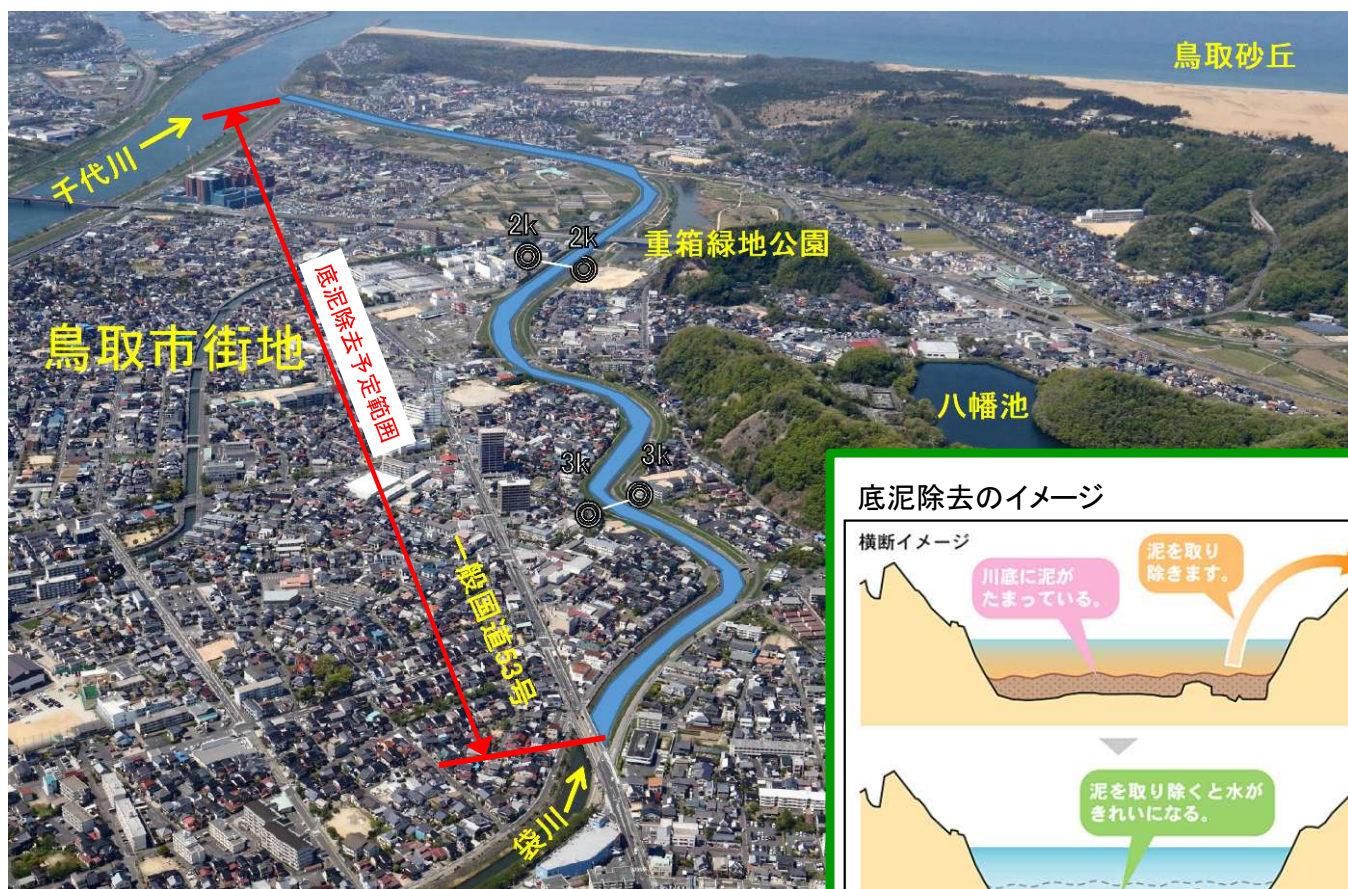 鳥取砂丘
千代川
2k
2k
重箱緑地公園
底泥除去予定範囲
鳥取市街地
八幡池
3k
3k
一般国道53号
袋川
底泥除去のイメージ
横断イメージ
川底に泥が
たまっている。
泥を取り
除きます。
泥を取り除くと水が
きれいになる。